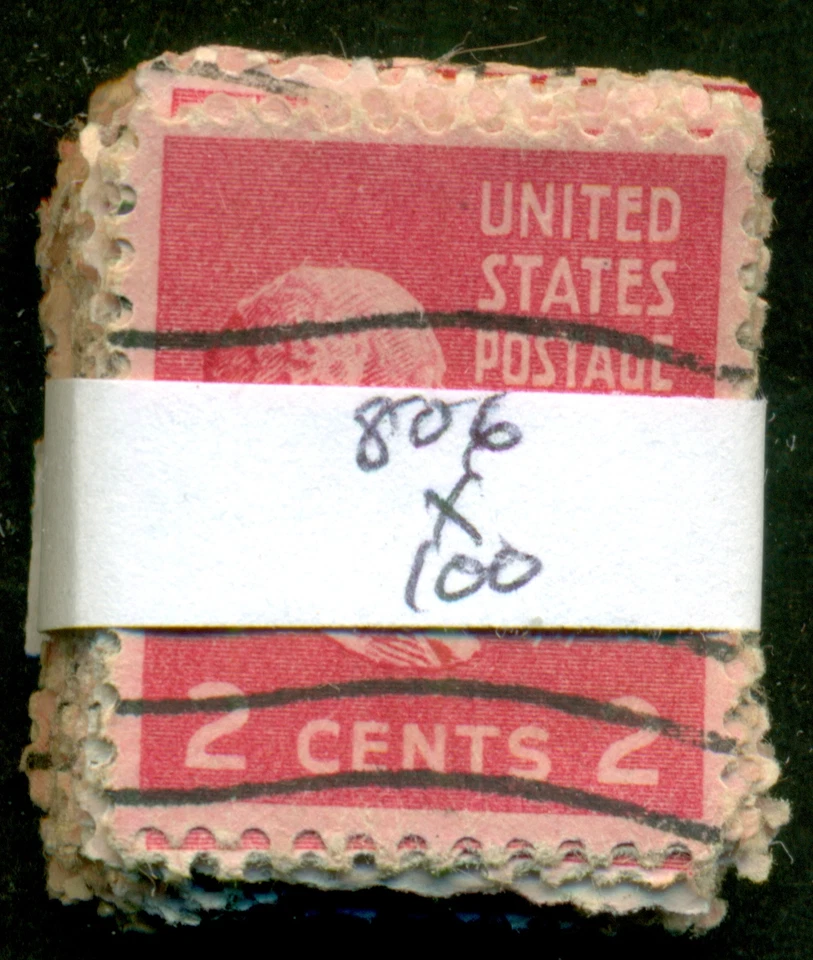 UNITED
STATES
POSTAGE
806
X
100
2 CENTS 2